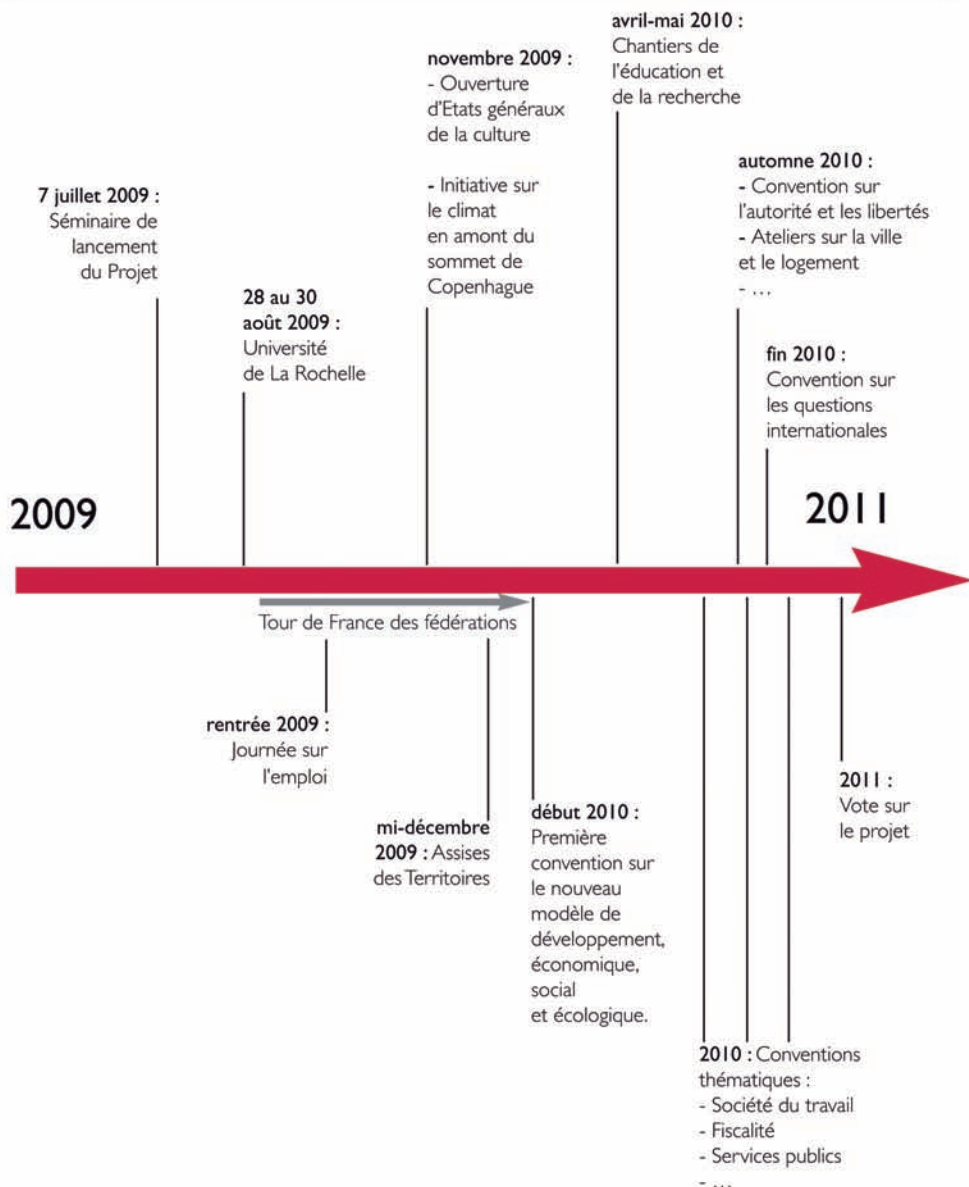 avril-mai 2010 :
Chantiers de
l'éducation et
de la recherche
novembre 2009 :
- Ouverture
d'Etats généraux
de la culture
- Initiative sur
le climat
en amont du
sommet de
Copenhague
automne 2010 :
- Convention sur
l'autorité et les libertés
- Ateliers sur la ville
et le logement
- ...
7 juillet 2009 :
Séminaire de
lancement
du Projet
28 au 30
août 2009 :
Université
de La Rochelle
fin 2010 :
Convention sur
les questions
internationales
2009
2011
Tour de France des fédérations
rentrée 2009 :
Journée sur
l'emploi
mi-décembre
2009 : Assises
des Territoires
début 2010 :
Première
convention sur
le nouveau
modèle de
développement,
économique,
social
et écologique.
2011 :
Vote sur
le projet
2010 : Conventions
thématiques :
- Société du travail
- Fiscalité
- Services publics
- ...